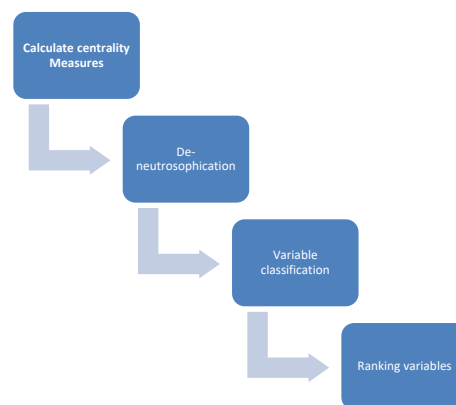 Calculate centrality
Measures
De-
neutrosophication
Variable
classification
Ranking variables